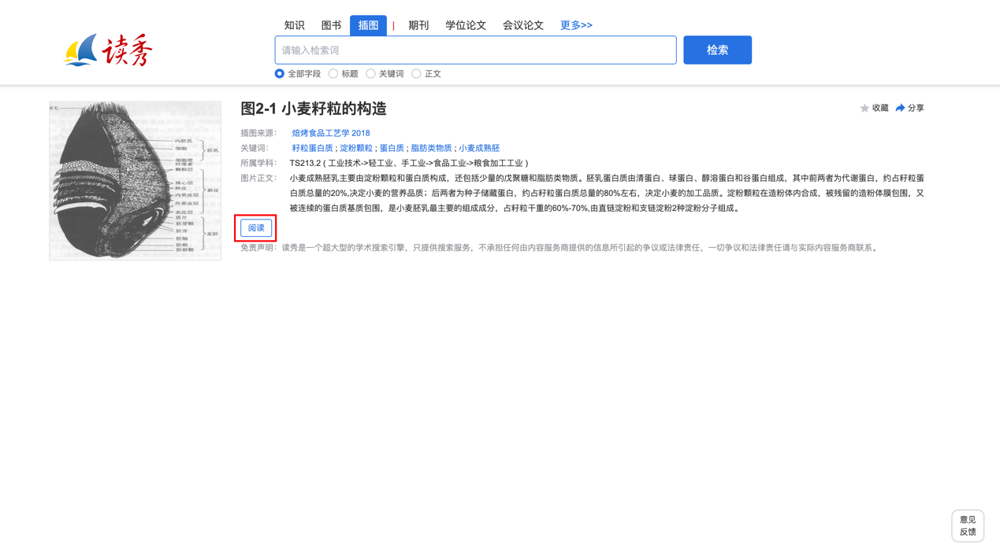 读秀
知识 图书 插图 | 期刊 学位论文 会议论文 更多>>
请输入检索词 检索
全部字段 标题 关键词 正文
图2-1 小麦籽粒的构造
收藏 分享
插图来源： 焙烤食品工艺学 2018
关键词： 籽粒蛋白质 ; 淀粉颗粒 ; 蛋白质 ; 脂肪类物质 ; 小麦成熟胚
所属学科： TS213.2 ( 工业技术->轻工业、手工业->食品工业->粮食加工工业 )
图片正文： 小麦成熟胚乳主要由淀粉颗粒和蛋白质构成，还包括少量的戊聚糖和脂肪类物质。胚乳蛋白质由清蛋白、球蛋白、醇溶蛋白和谷蛋白组成，其中前两者为代谢蛋白，约占籽粒蛋
白质总量的20%,决定小麦的营养品质；后两者为种子储藏蛋白，约占籽粒蛋白质总量的80%左右，决定小麦的加工品质。淀粉颗粒在造粉体内合成，被残留的造粉体膜包围，又
被连续的蛋白质基质包围，是小麦胚乳最主要的组成成分，占籽粒干重的60%-70%,由直链淀粉和支链淀粉2种淀粉分子组成。
阅读
免责声明：读秀是一个超大型的学术搜索引擎，只提供搜索服务，不承担任何由内容服务商提供的信息所引起的争议或法律责任，一切争议和法律责任请与实际内容服务商联系。
内胚乳
细胞
胚乳
细胞壁
纤维素
糊粉层
珠心层
种皮
内果皮层
外果皮层
表皮层
盾片
胚芽鞘
胚芽
麦胚
胚轴
胚根
胚根鞘
意见
反馈